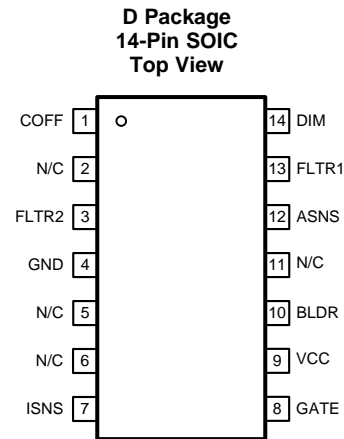 D Package
14-Pin SOIC
Top View
COFF 1 14 DIM
N/C 2 13 FLTR1
FLTR2 3 12 ASNS
GND 4 11 N/C
N/C 5 10 BLDR
N/C 6 9 VCC
ISNS 7 8 GATE